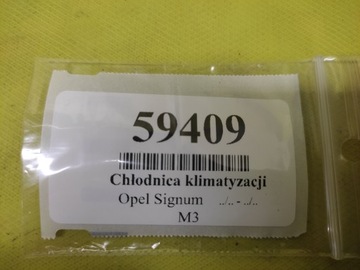 59409
Chłodnica klimatyzacji
Opel Signum ../.. - ../..
M3